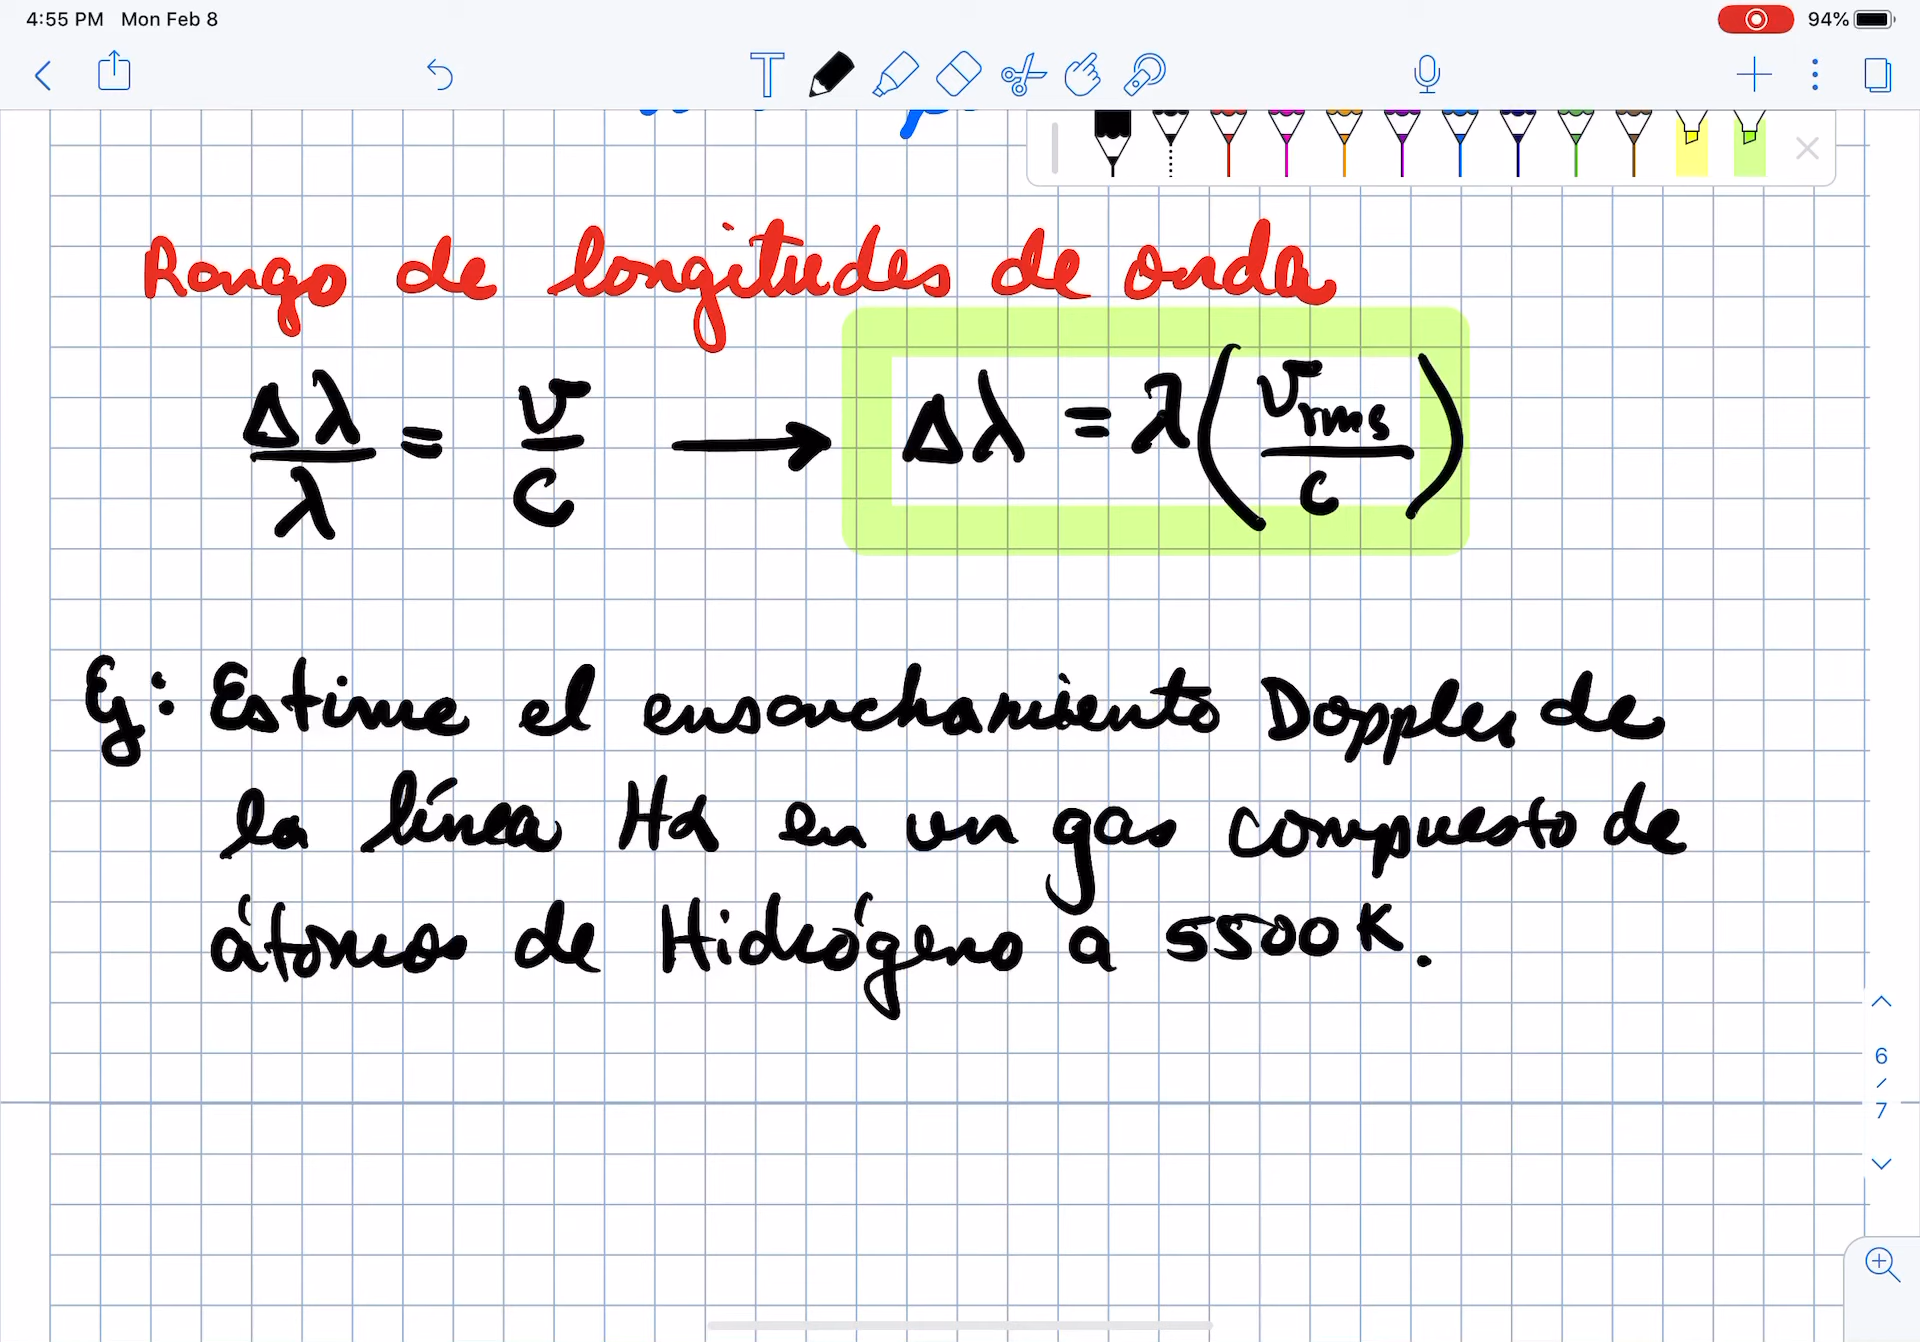 4:55 PM Mon Feb 8
94%
T
Rango de longitudes de onda
Δλ/λ = v/c → Δλ = λ(v_rms/c)
Ej: Estime el ensanchamiento Doppler de
la línea Hα en un gas compuesto de
átomos de Hidrógeno a 5500 K.
6
/
7